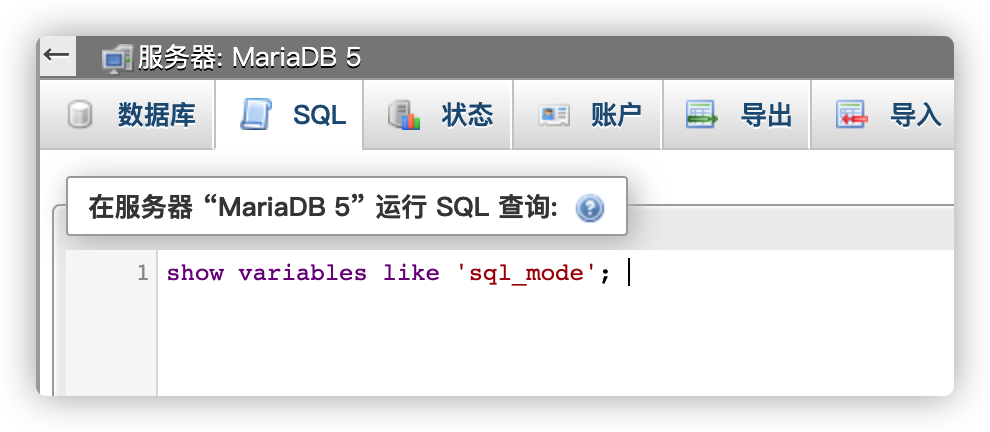 ← 服务器: MariaDB 5
数据库 SQL 状态 账户 导出 导入
在服务器 “MariaDB 5” 运行 SQL 查询:
1 show variables like 'sql_mode';